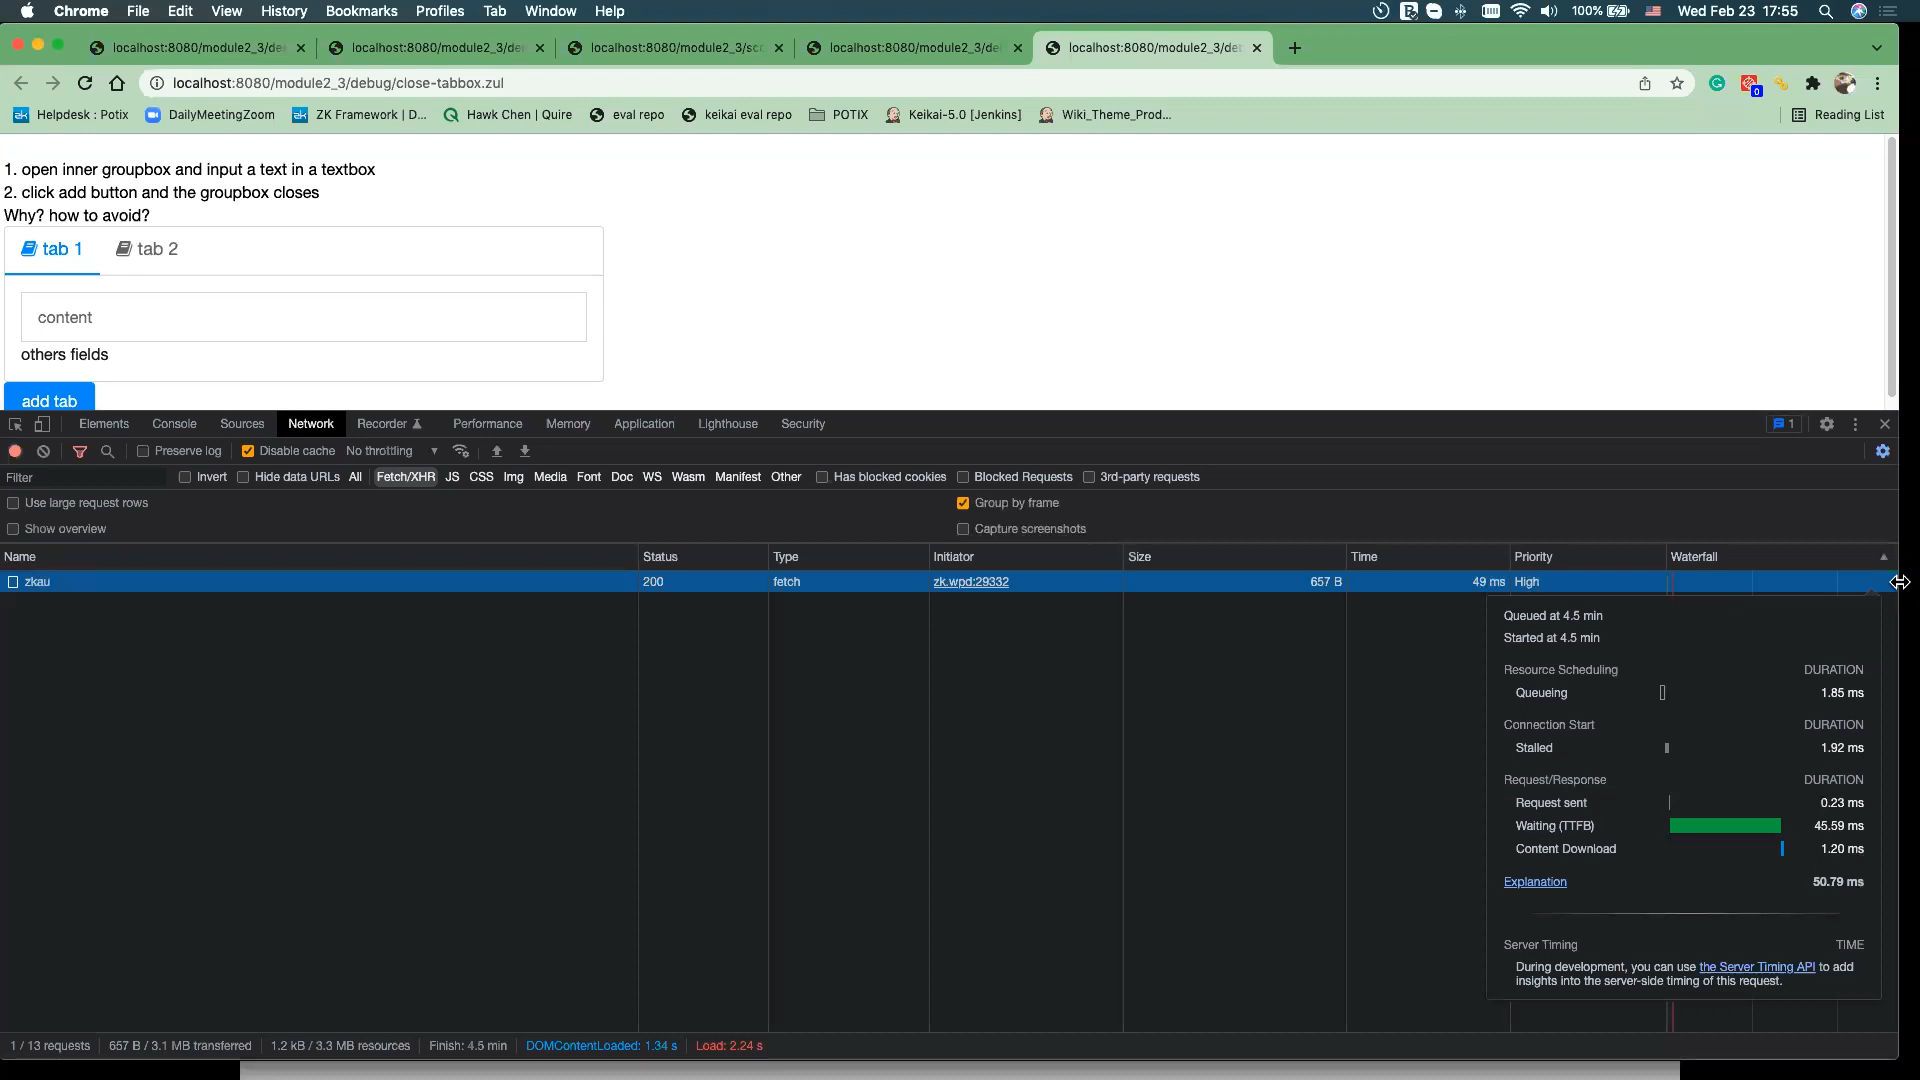 Chrome File Edit View History Bookmarks Profiles Tab Window Help 100% Wed Feb 23 17:55
localhost:8080/module2_3/de localhost:8080/module2_3/de localhost:8080/module2_3/sc localhost:8080/module2_3/de localhost:8080/module2_3/de
localhost:8080/module2_3/debug/close-tabbox.zul 0
Helpdesk : Potix DailyMeetingZoom ZK Framework | D... Hawk Chen | Quire eval repo keikai eval repo POTIX Keikai-5.0 [Jenkins] Wiki_Theme_Prod... Reading List
1. open inner groupbox and input a text in a textbox
2. click add button and the groupbox closes
Why? how to avoid?
tab 1 tab 2
content
others fields
add tab
Elements Console Sources Network Recorder Performance Memory Application Lighthouse Security 1
Preserve log Disable cache No throttling
Filter Invert Hide data URLs All Fetch/XHR JS CSS Img Media Font Doc WS Wasm Manifest Other Has blocked cookies Blocked Requests 3rd-party requests
Use large request rows Group by frame
Show overview Capture screenshots
Name Status Type Initiator Size Time Priority Waterfall
zkau 200 fetch zk.wpd:29332 657 B 49 ms High
Queued at 4.5 min
Started at 4.5 min
Resource Scheduling DURATION
Queueing 1.85 ms
Connection Start DURATION
Stalled 1.92 ms
Request/Response DURATION
Request sent 0.23 ms
Waiting (TTFB) 45.59 ms
Content Download 1.20 ms
Explanation 50.79 ms
Server Timing TIME
During development, you can use the Server Timing API to add
insights into the server-side timing of this request.
1 / 13 requests 657 B / 3.1 MB transferred 1.2 kB / 3.3 MB resources Finish: 4.5 min DOMContentLoaded: 1.34 s Load: 2.24 s